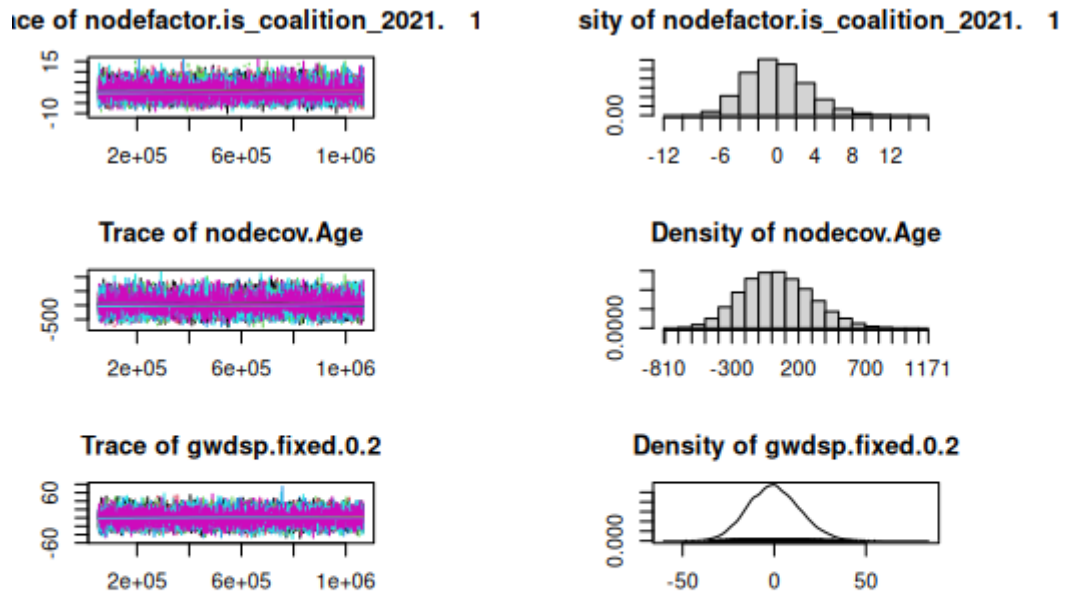 ace of nodefactor.is_coalition_2021. 1
sity of nodefactor.is_coalition_2021. 1
15
-10
2e+05 6e+05 1e+06
0.00
-12 -6 0 4 8 12
Trace of nodecov.Age
Density of nodecov.Age
-500
2e+05 6e+05 1e+06
0.0000
-810 -300 200 700 1171
Trace of gwdsp.fixed.0.2
Density of gwdsp.fixed.0.2
60
-60
2e+05 6e+05 1e+06
0.000
-50 0 50